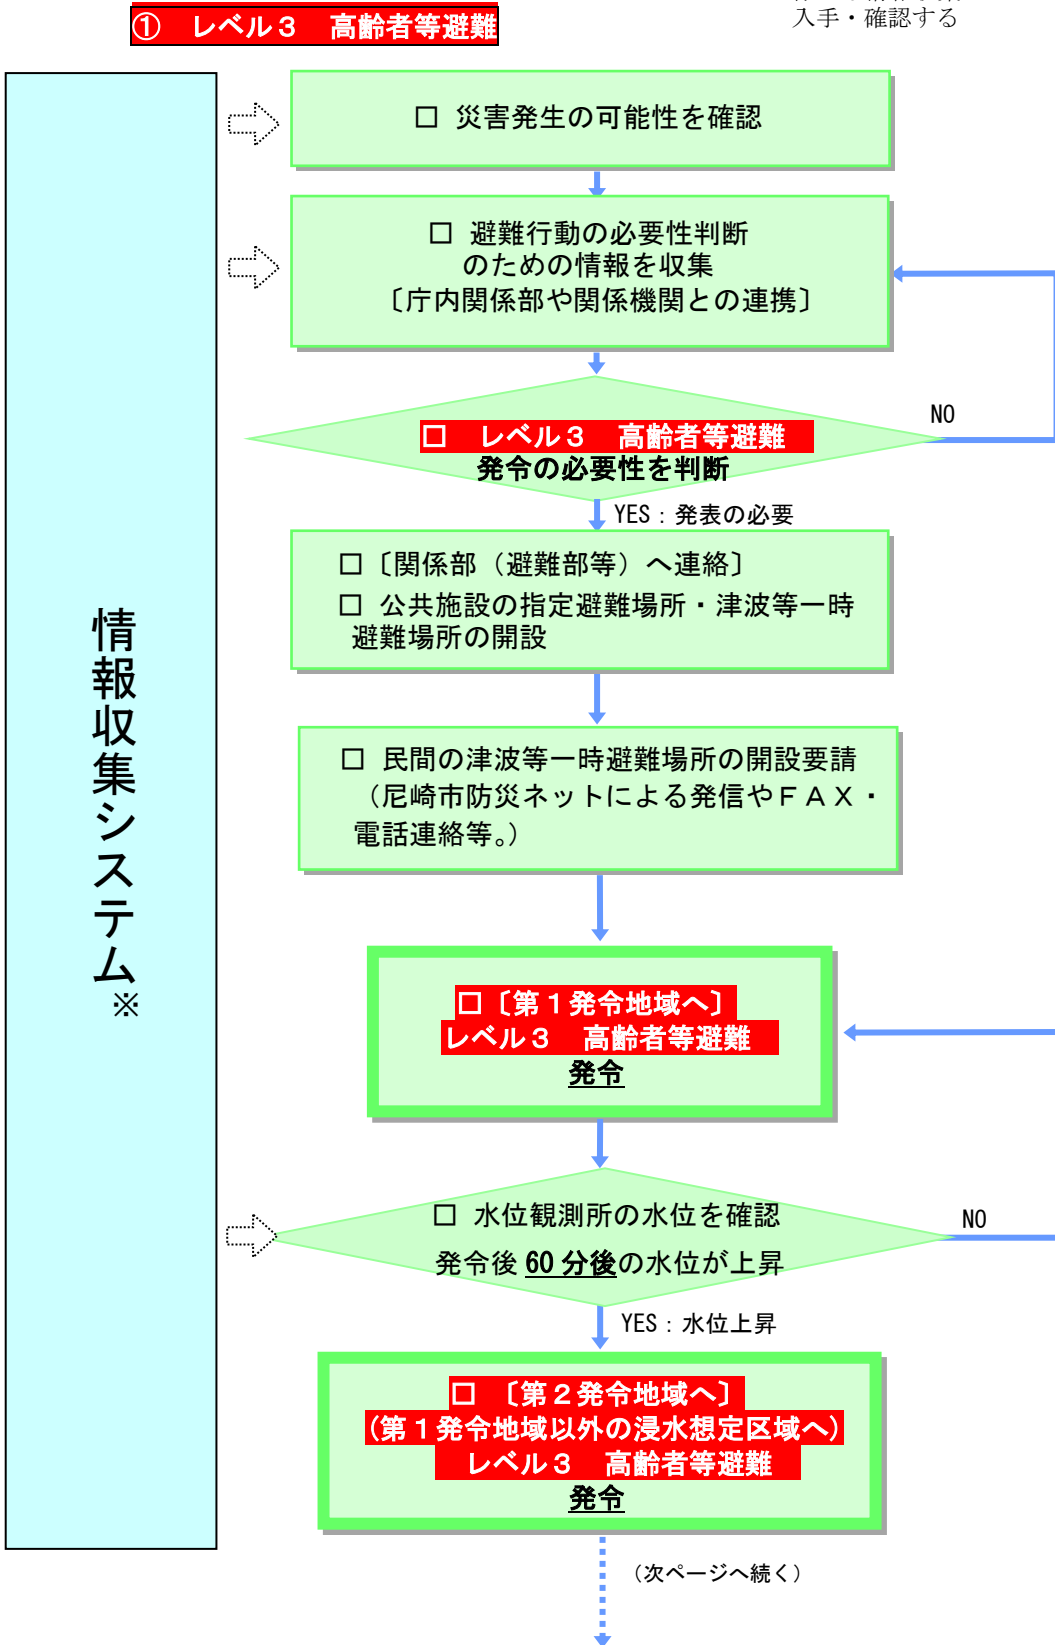 入手・確認する
① レベル３ 高齢者等避難
情報収集システム※
□ 災害発生の可能性を確認
□ 避難行動の必要性判断
のための情報を収集
〔庁内関係部や関係機関との連携〕
□ レベル３ 高齢者等避難
発令の必要性を判断
NO
YES：発表の必要
□〔関係部（避難部等）へ連絡〕
□ 公共施設の指定避難場所・津波等一時
避難場所の開設
□ 民間の津波等一時避難場所の開設要請
（尼崎市防災ネットによる発信やＦＡＸ・
電話連絡等。）
□〔第１発令地域へ〕
レベル３ 高齢者等避難
発令
□ 水位観測所の水位を確認
発令後 60 分後の水位が上昇
NO
YES：水位上昇
□ 〔第２発令地域へ〕
(第１発令地域以外の浸水想定区域へ)
レベル３ 高齢者等避難
発令
（次ページへ続く）